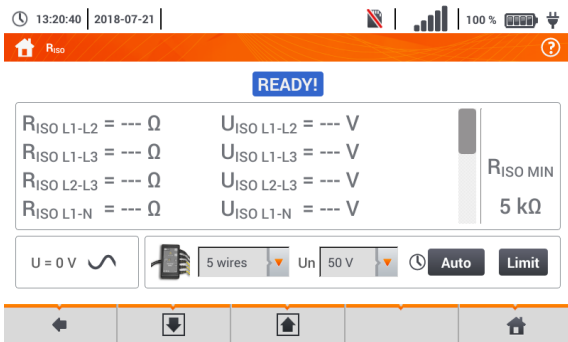 13:20:40 2018-07-21 100 %
RISO ?
READY!
RISO L1-L2 = --- Ω UISO L1-L2 = --- V
RISO L1-L3 = --- Ω UISO L1-L3 = --- V
RISO L2-L3 = --- Ω UISO L2-L3 = --- V
RISO L1-N = --- Ω UISO L1-N = --- V
RISO MIN
5 kΩ
U = 0 V 5 wires Un 50 V Auto Limit